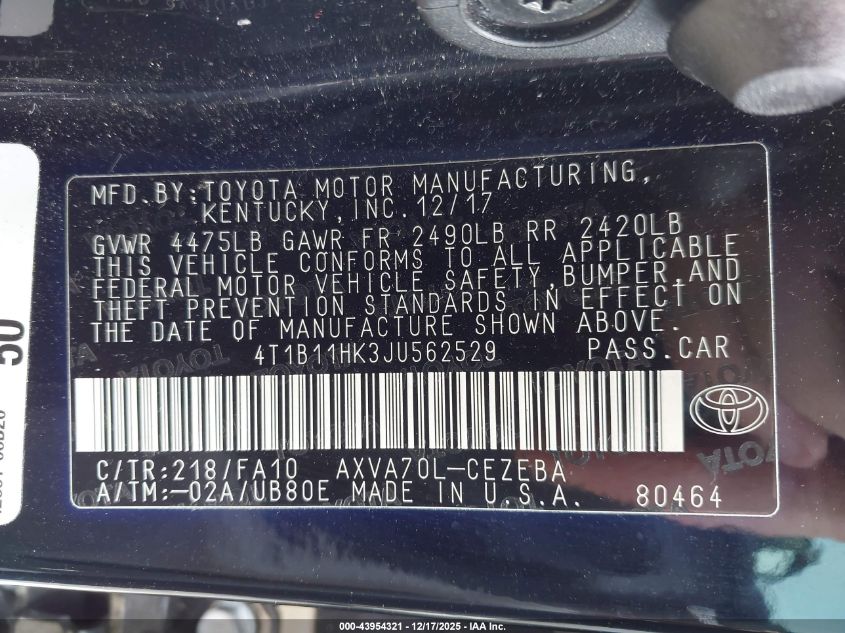 MFD.BY:TOYOTA MOTOR MANUFACTURING,
KENTUCKY,INC.12/17
GVWR 4475LB GAWR FR 2490LB RR 2420LB
THIS VEHICLE CONFORMS TO ALL APPLICABLE
FEDERAL MOTOR VEHICLE SAFETY,BUMPER,AND
THEFT PREVENTION STANDARDS IN EFFECT ON
THE DATE OF MANUFACTURE SHOWN ABOVE.
4T1B11HK3JU562529 PASS.CAR
C/TR:218/FA10 AXVA70L-CEZEBA
A/TM:-02A/UB80E MADE IN U.S.A. 80464
TOYOTA
50
000-43954321 - 12/17/2025 - IAA Inc.